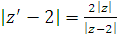 |z′ − 2| = 2|z| / |z−2|